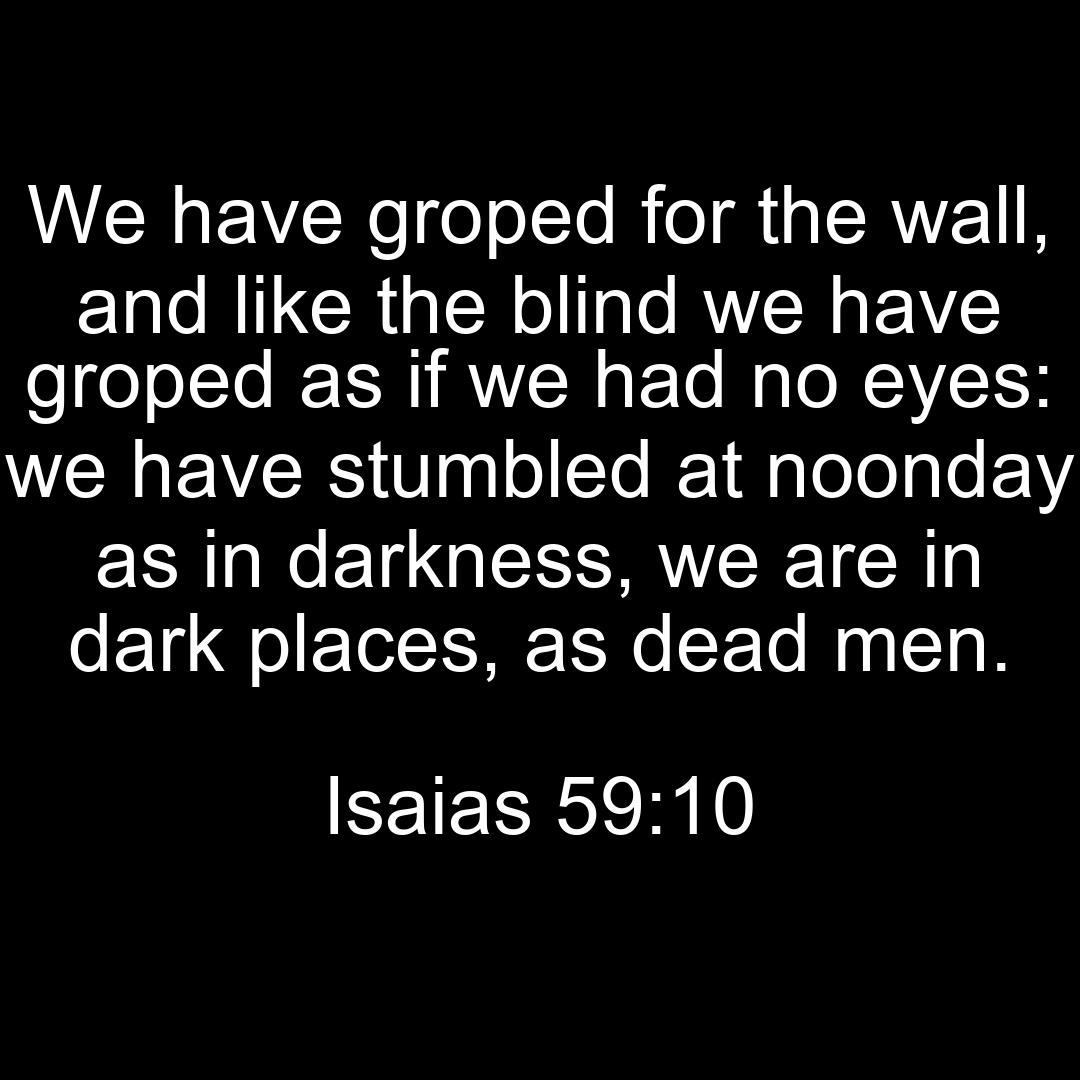 We have groped for the wall,
and like the blind we have
groped as if we had no eyes:
we have stumbled at noonday
as in darkness, we are in
dark places, as dead men.
Isaias 59:10